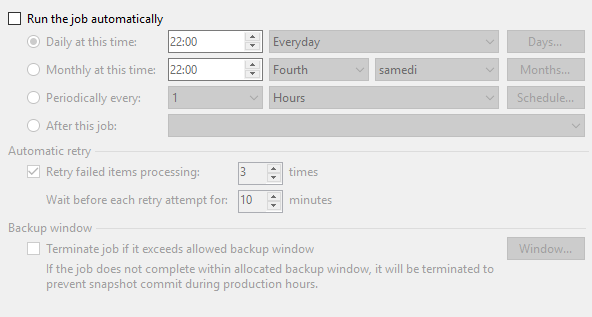 Run the job automatically
Daily at this time: 22:00 Everyday Days...
Monthly at this time: 22:00 Fourth samedi Months...
Periodically every: 1 Hours Schedule...
After this job:
Automatic retry
Retry failed items processing: 3 times
Wait before each retry attempt for: 10 minutes
Backup window
Terminate job if it exceeds allowed backup window Window...
If the job does not complete within allocated backup window, it will be terminated to
prevent snapshot commit during production hours.